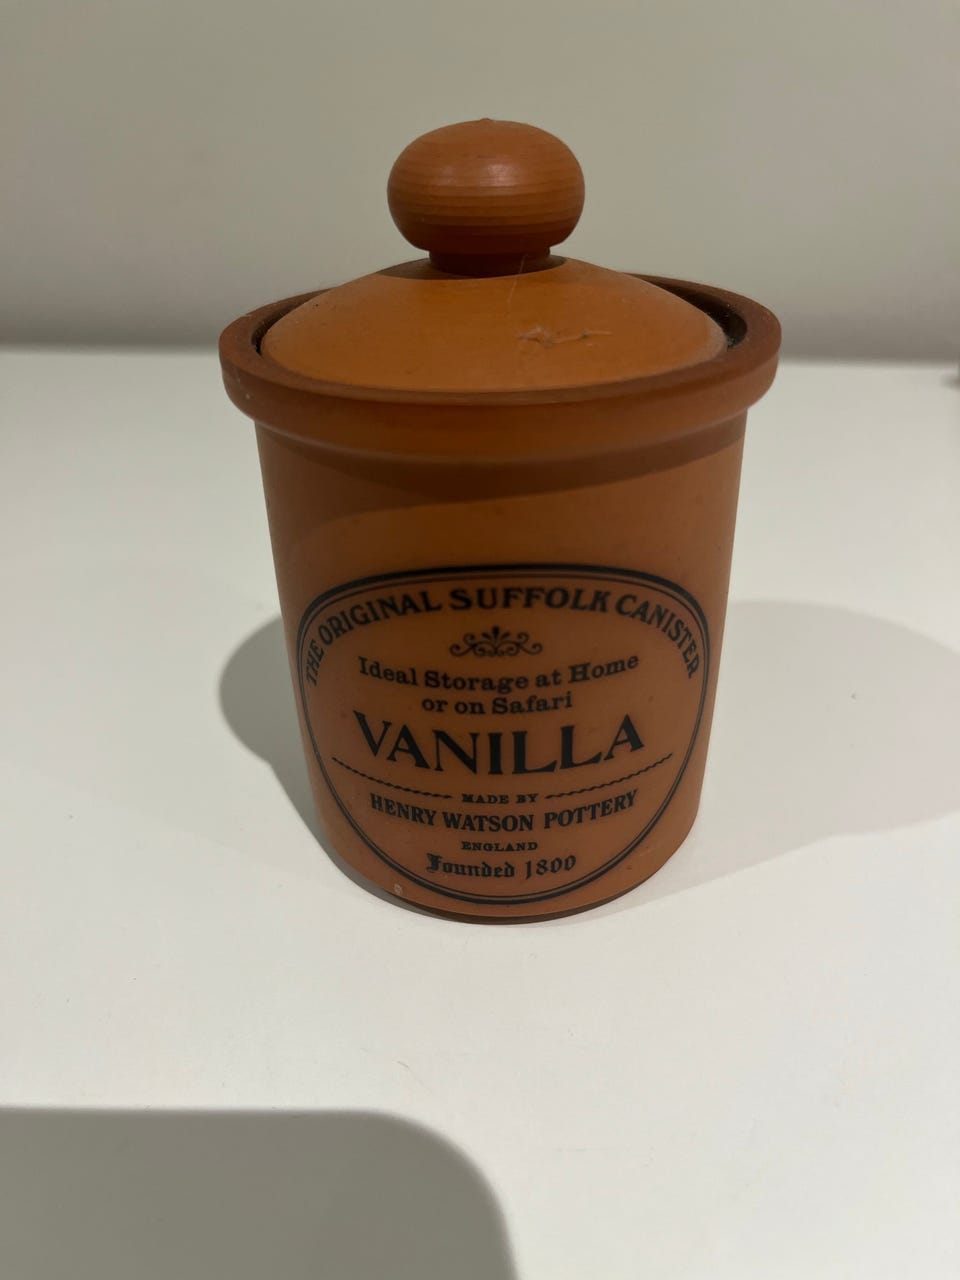 THE ORIGINAL SUFFOLK CANISTER
Ideal Storage at Home
or on Safari
VANILLA
MADE BY
HENRY WATSON POTTERY
ENGLAND
Founded 1800